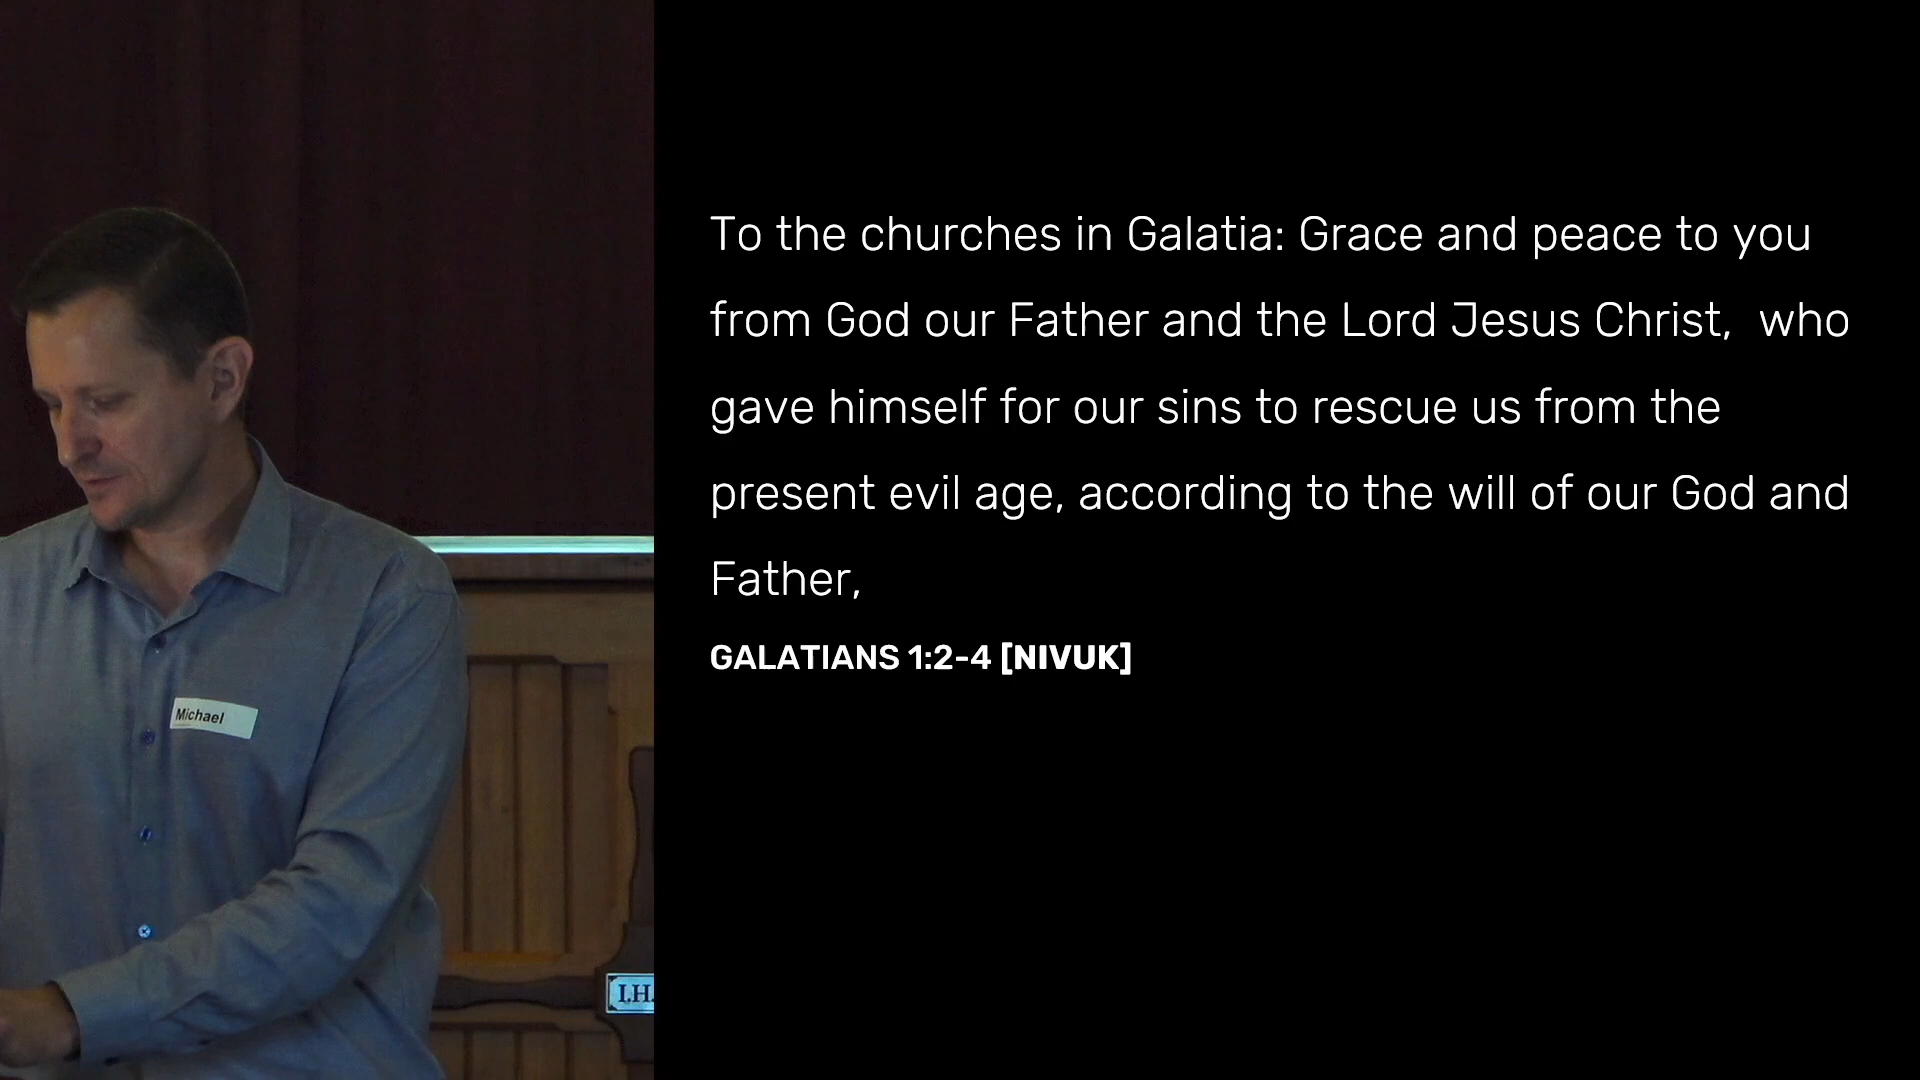 To the churches in Galatia: Grace and peace to you
from God our Father and the Lord Jesus Christ,  who
gave himself for our sins to rescue us from the
present evil age, according to the will of our God and
Father,
GALATIANS 1:2-4 [NIVUK]
Michael
I.H.